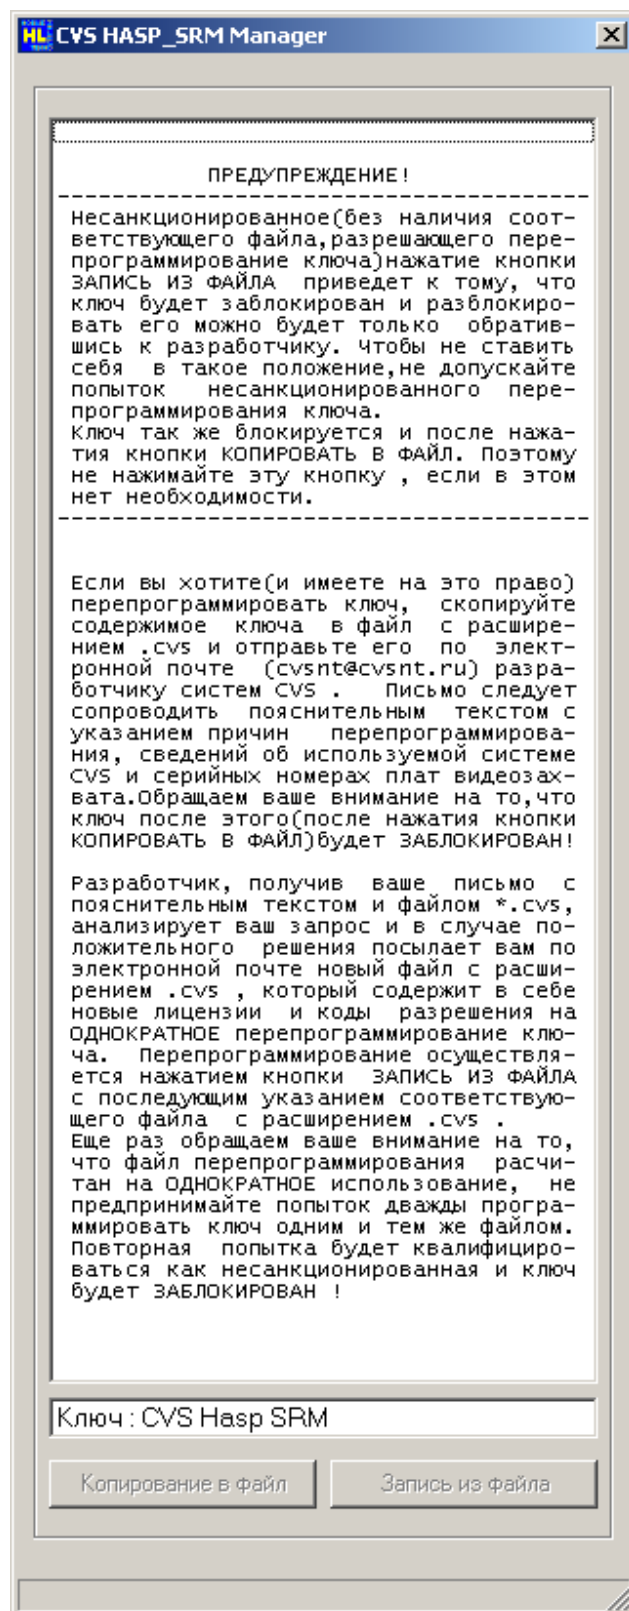 CVS HASP_SRM Manager
ПРЕДУПРЕЖДЕНИЕ!
---------------------------------------
Несанкционированное(без наличия соот-
ветствующего файла,разрешающего пере-
программирование ключа)нажатие кнопки
ЗАПИСЬ ИЗ ФАЙЛА приведет к тому, что
ключ будет заблокирован и разблокиро-
вать его можно будет только обратив-
шись к разработчику. Чтобы не ставить
себя в такое положение,не допускайте
попыток несанкционированного пере-
программирования ключа.
Ключ так же блокируется и после нажа-
тия кнопки КОПИРОВАТЬ В ФАЙЛ. Поэтому
не нажимайте эту кнопку , если в этом
нет необходимости.
---------------------------------------
Если вы хотите(и имеете на это право)
перепрограммировать ключ, скопируйте
содержимое ключа в файл с расшире-
нием .cvs и отправьте его по элект-
ронной почте (cvsnt@cvsnt.ru) разра-
ботчику систем CVS . Письмо следует
сопроводить пояснительным текстом с
указанием причин перепрограммирова-
ния, сведений об используемой системе
CVS и серийных номерах плат видеозах-
вата.Обращаем ваше внимание на то,что
ключ после этого(после нажатия кнопки
КОПИРОВАТЬ В ФАЙЛ)будет ЗАБЛОКИРОВАН!
Разработчик, получив ваше письмо с
пояснительным текстом и файлом *.cvs,
анализирует ваш запрос и в случае по-
ложительного решения посылает вам по
электронной почте новый файл с расши-
рением .cvs , который содержит в себе
новые лицензии и коды разрешения на
ОДНОКРАТНОЕ перепрограммирование клю-
ча. Перепрограммирование осуществля-
ется нажатием кнопки ЗАПИСЬ ИЗ ФАЙЛА
с последующим указанием соответствую-
щего файла с расширением .cvs .
Еще раз обращаем ваше внимание на то,
что файл перепрограммирования расчи-
тан на ОДНОКРАТНОЕ использование, не
предпринимайте попыток дважды програ-
ммировать ключ одним и тем же файлом.
Повторная попытка будет квалифициро-
ваться как несанкционированная и ключ
будет ЗАБЛОКИРОВАН !
Ключ : CVS Hasp SRM
Копирование в файл Запись из файла